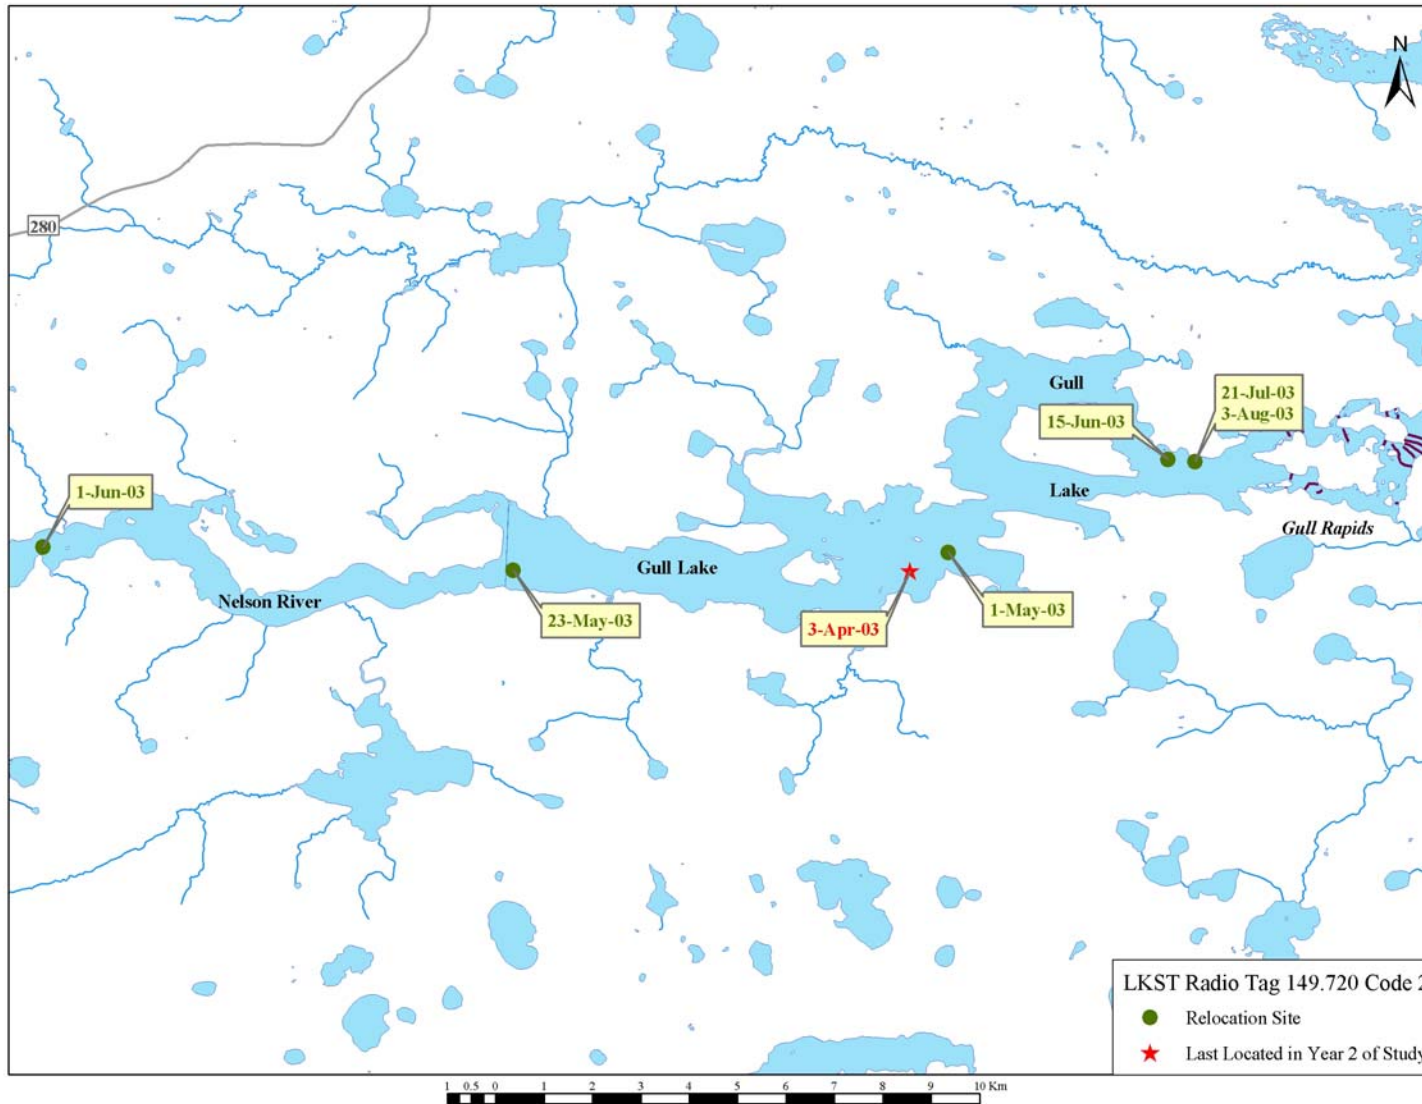 N
280
Gull
21-Jul-03
3-Aug-03
15-Jun-03
1-Jun-03
Lake
Gull Rapids
Gull Lake
Nelson River
23-May-03
3-Apr-03
1-May-03
LKST Radio Tag 149.720 Code 2
Relocation Site
Last Located in Year 2 of Study
1 0.5 0 1 2 3 4 5 6 7 8 9 10 Km